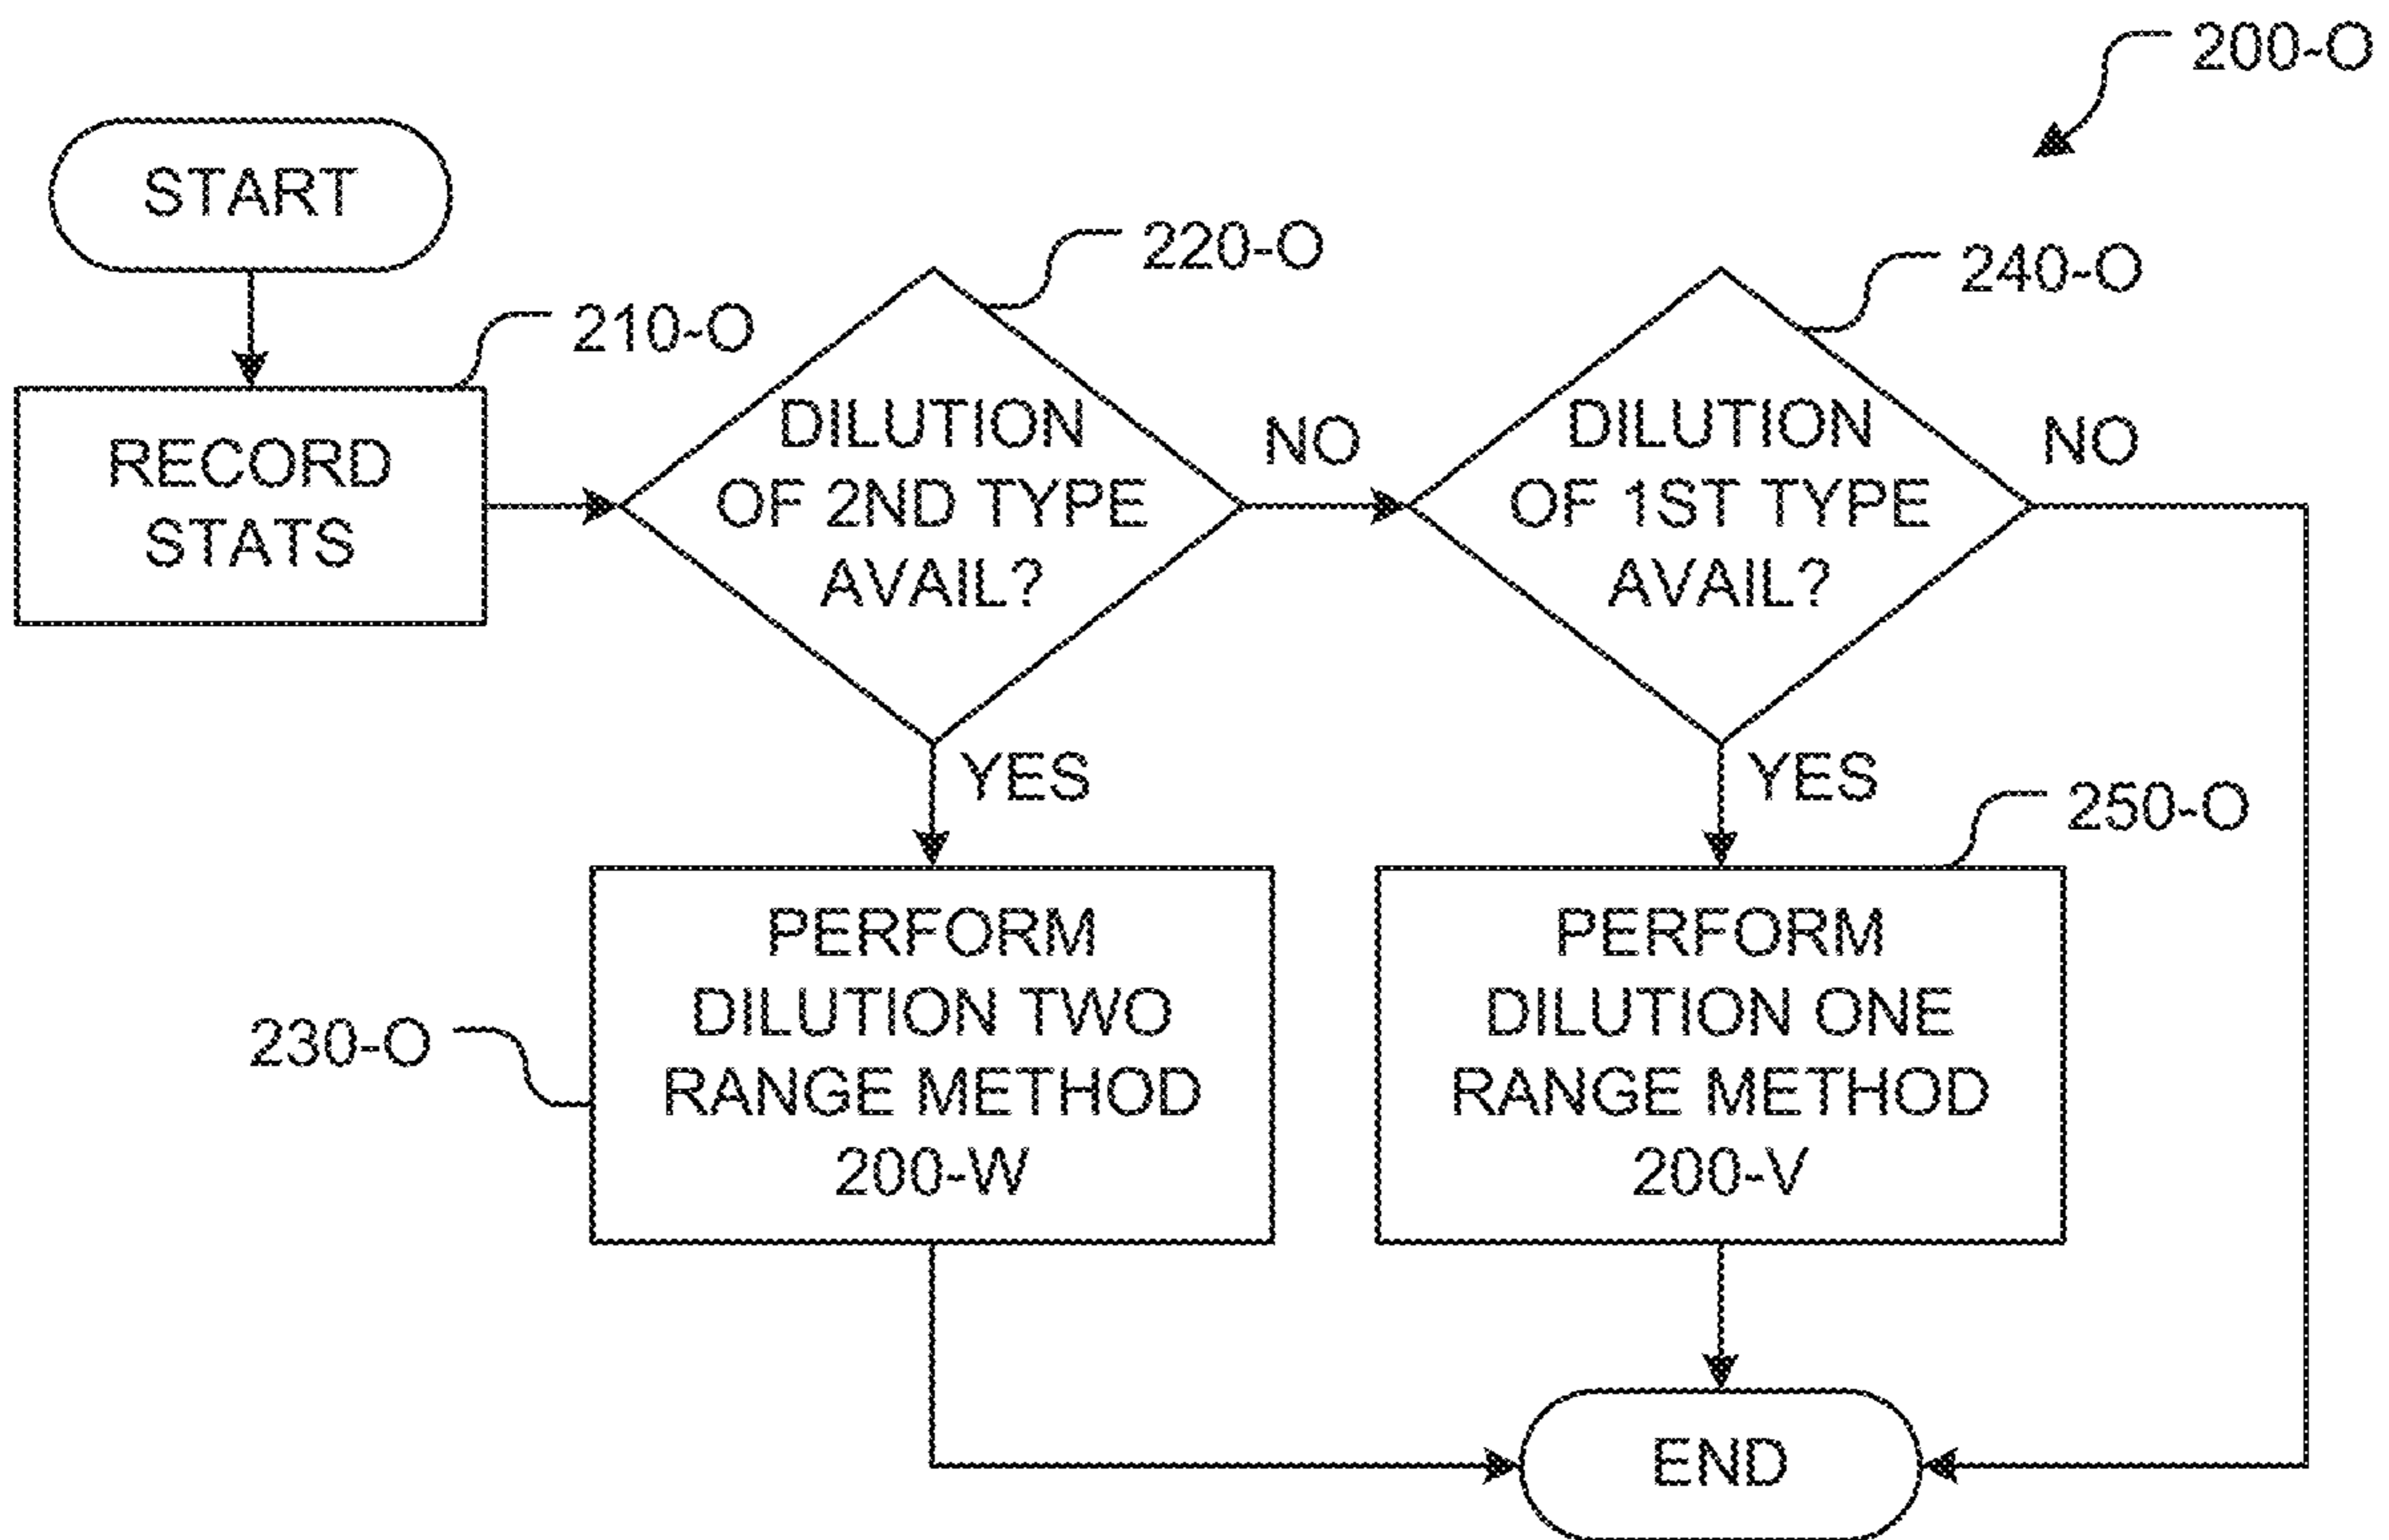 200-O
START
220-O
240-O
210-O
RECORD
STATS
DILUTION
OF 2ND TYPE
AVAIL?
NO
DILUTION
OF 1ST TYPE
AVAIL?
NO
YES
YES
250-O
230-O
PERFORM
DILUTION TWO
RANGE METHOD
200-W
PERFORM
DILUTION ONE
RANGE METHOD
200-V
END